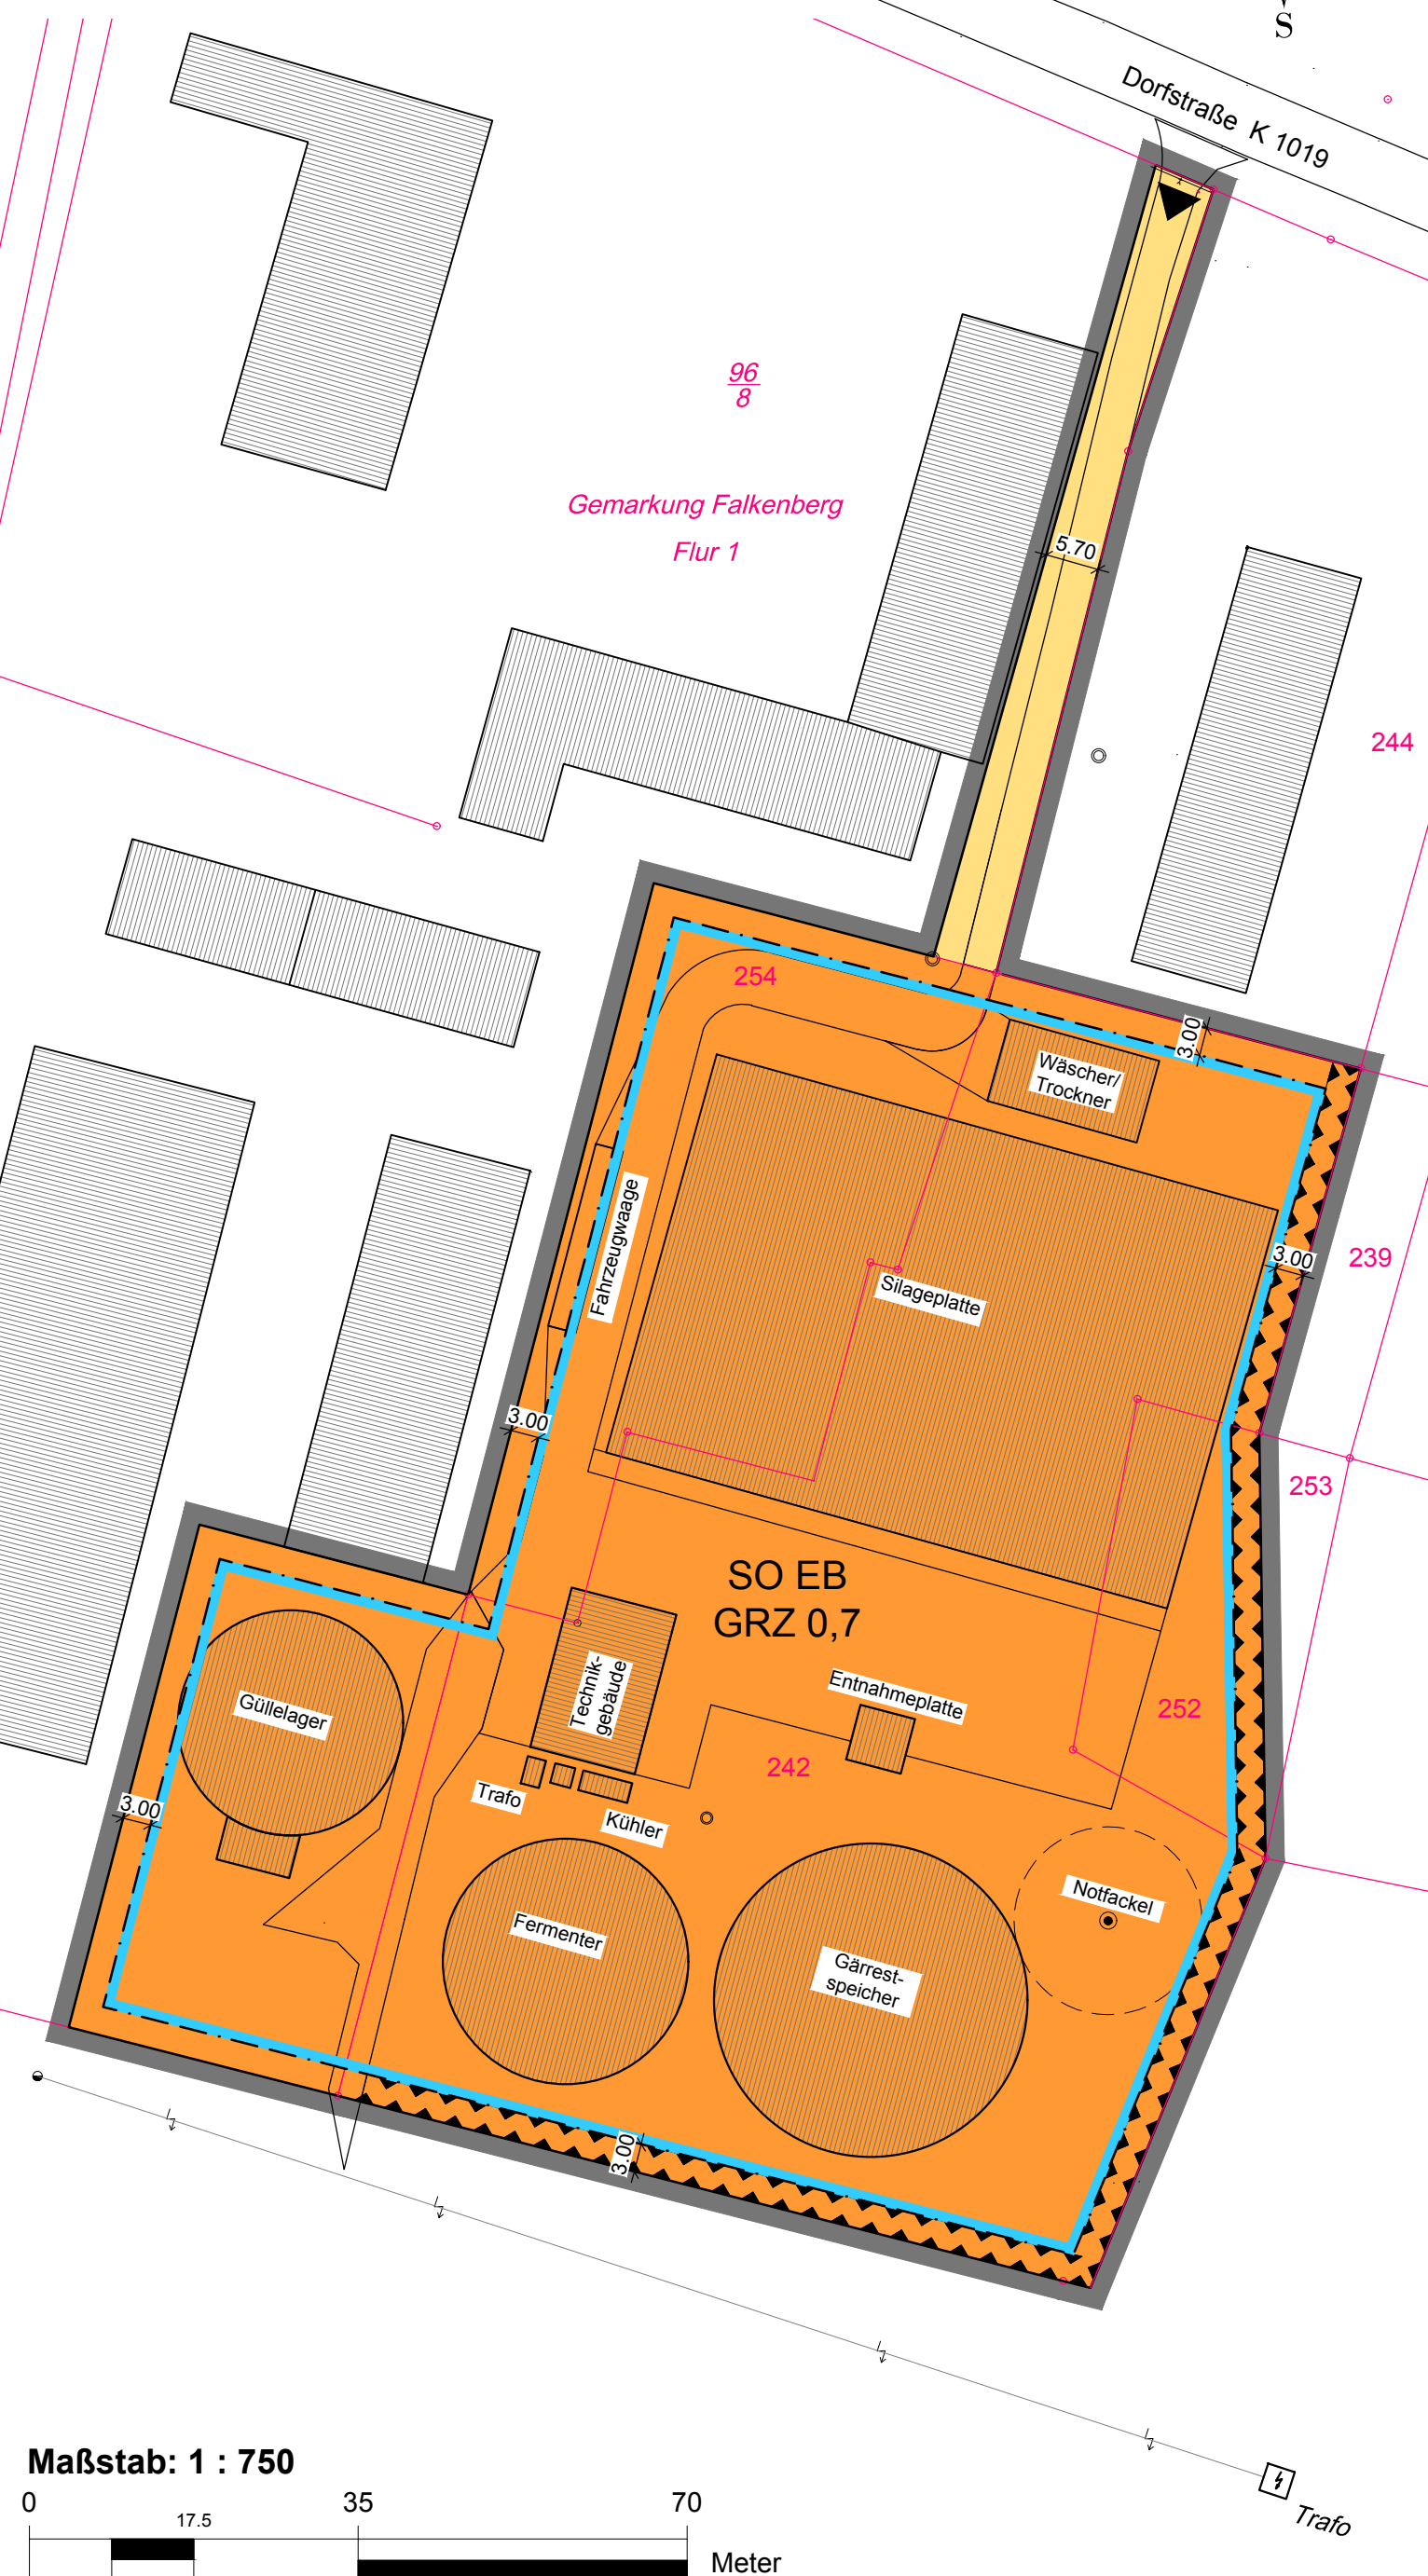 S
Dorfstraße K 1019
96
8
Gemarkung Falkenberg
Flur 1
5.70
244
254
3.00
Wäscher/
Trockner
Fahrzeugwaage
3.00
239
Silageplatte
3.00
253
SO EB
GRZ 0,7
Technik-
gebäude
Entnahmeplatte
Güllelager
252
242
Trafo
3.00
Kühler
Notfackel
Fermenter
Gärrest-
speicher
3.00
Maßstab: 1 : 750
0
17.5
35
70
Meter
Trafo